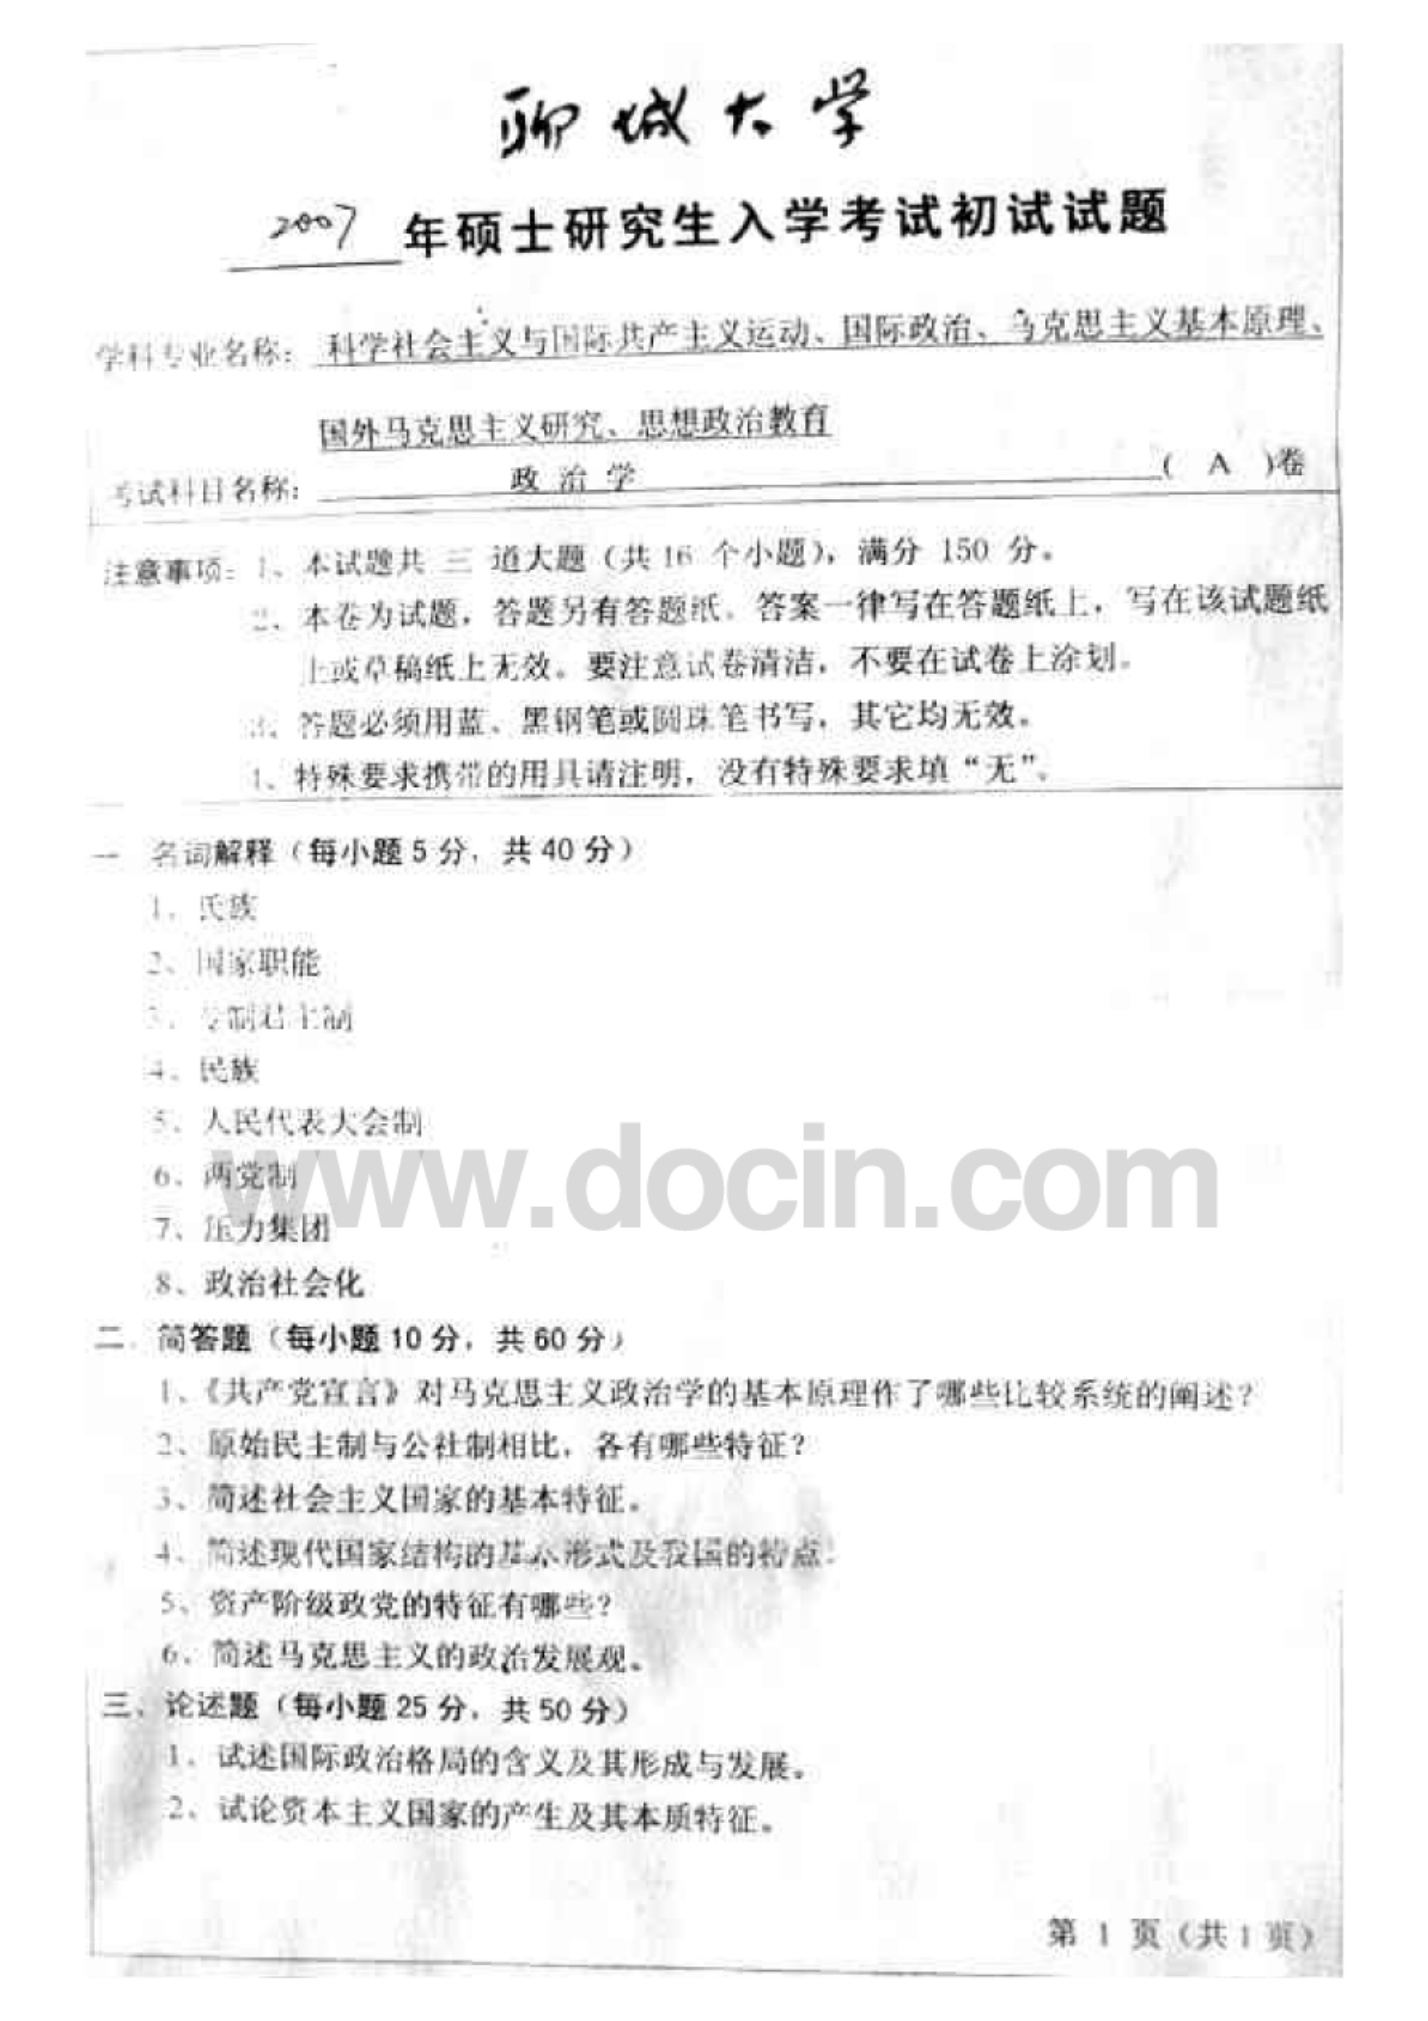 聊城大学
2007 年硕士研究生入学考试初试试题
学科专业名称：科学社会主义与国际共产主义运动、国际政治、马克思主义基本原理、
国外马克思主义研究、思想政治教育
考试科目名称： 政 治 学 （ A ）卷
注意事项：1、本试题共 三 道大题（共 16 个小题），满分 150 分。
2、本卷为试题，答题另有答题纸。答案一律写在答题纸上，写在该试题纸
上或草稿纸上无效。要注意试卷清洁，不要在试卷上涂划。
3、答题必须用蓝、黑钢笔或圆珠笔书写，其它均无效。
4、特殊要求携带的用具请注明，没有特殊要求填“无”。
一 名词解释（每小题 5 分，共 40 分）
1、氏族
2、国家职能
3、专制君主制
4、民族
5、人民代表大会制
6、两党制
7、压力集团
8、政治社会化
www.docin.com
二、简答题（每小题 10 分，共 60 分）
1、《共产党宣言》对马克思主义政治学的基本原理作了哪些比较系统的阐述？
2、原始民主制与公社制相比，各有哪些特征？
3、简述社会主义国家的基本特征。
4、简述现代国家结构的基本形式及我国的特点。
5、资产阶级政党的特征有哪些？
6、简述马克思主义的政治发展观。
三、论述题（每小题 25 分，共 50 分）
1、试述国际政治格局的含义及其形成与发展。
2、试论资本主义国家的产生及其本质特征。
第 1 页（共 1 页）